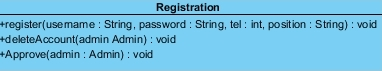 Registration
+register(username : String, password : String, tel : int, position : String) : void
+deleteAccount(admin Admin) : void
+Approve(admin : Admin) : void